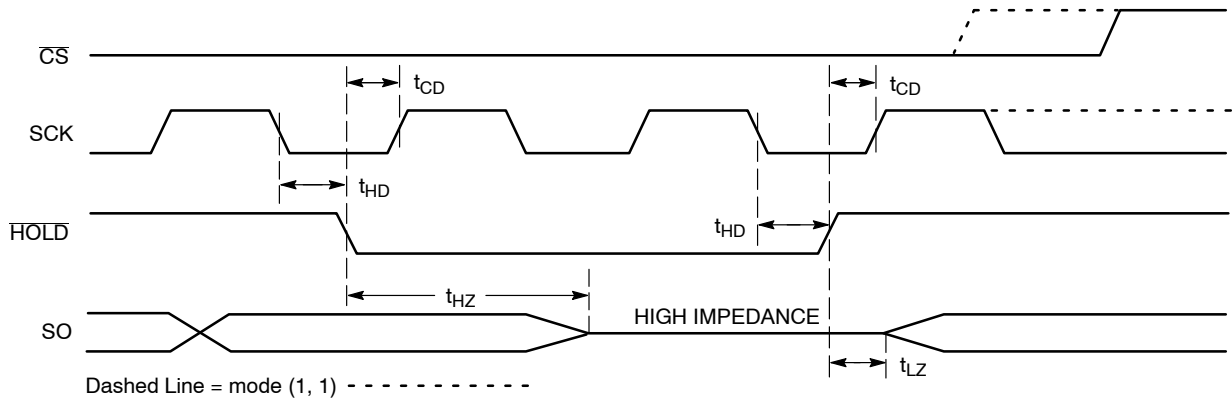 CS
tCD
tCD
SCK
tHD
HOLD
tHD
tHZ
HIGH IMPEDANCE
SO
tLZ
Dashed Line = mode (1, 1)